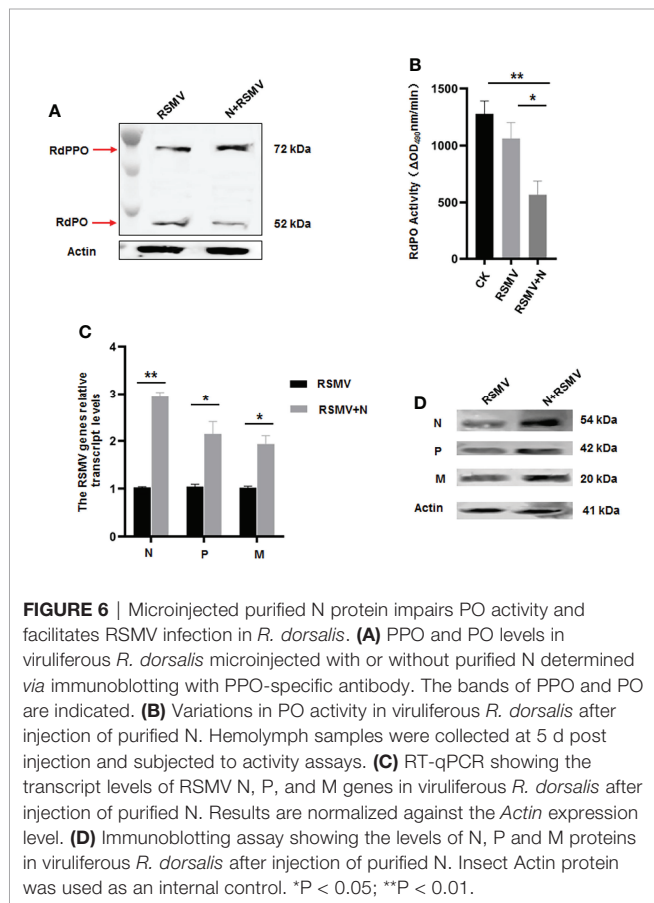 A
RSMV
N+RSMV
RdPPO
72 kDa
RdPO
52 kDa
Actin
B
**
*
1500
1000
500
0
RdPO Activity (ΔOD490nm/min)
CK
RSMV
RSMV+N
C
The RSMV genes relative
transcript levels
4
3
2
1
0
**
*
*
RSMV
RSMV+N
N
P
M
D
RSMV
N+RSMV
N
54 kDa
P
42 kDa
M
20 kDa
Actin
41 kDa
FIGURE 6 | Microinjected purified N protein impairs PO activity and
facilitates RSMV infection in R. dorsalis. (A) PPO and PO levels in
viruliferous R. dorsalis microinjected with or without purified N determined
via immunoblotting with PPO-specific antibody. The bands of PPO and PO
are indicated. (B) Variations in PO activity in viruliferous R. dorsalis after
injection of purified N. Hemolymph samples were collected at 5 d post
injection and subjected to activity assays. (C) RT-qPCR showing the
transcript levels of RSMV N, P, and M genes in viruliferous R. dorsalis after
injection of purified N. Results are normalized against the Actin expression
level. (D) Immunoblotting assay showing the levels of N, P and M proteins
in viruliferous R. dorsalis after injection of purified N. Insect Actin protein
was used as an internal control. *P < 0.05; **P < 0.01.